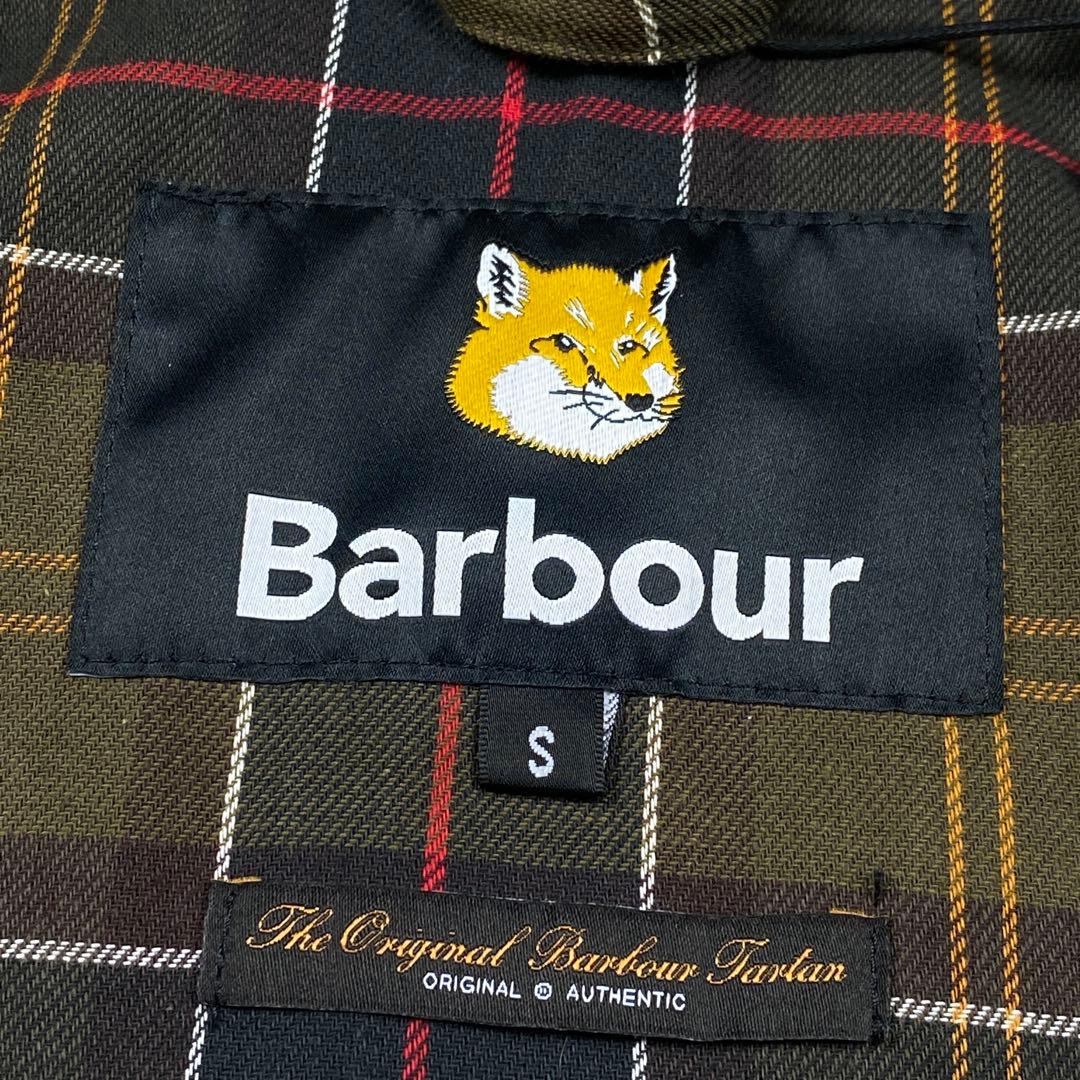 Barbour
S
The Original Barbour Tartan
ORIGINAL AUTHENTIC